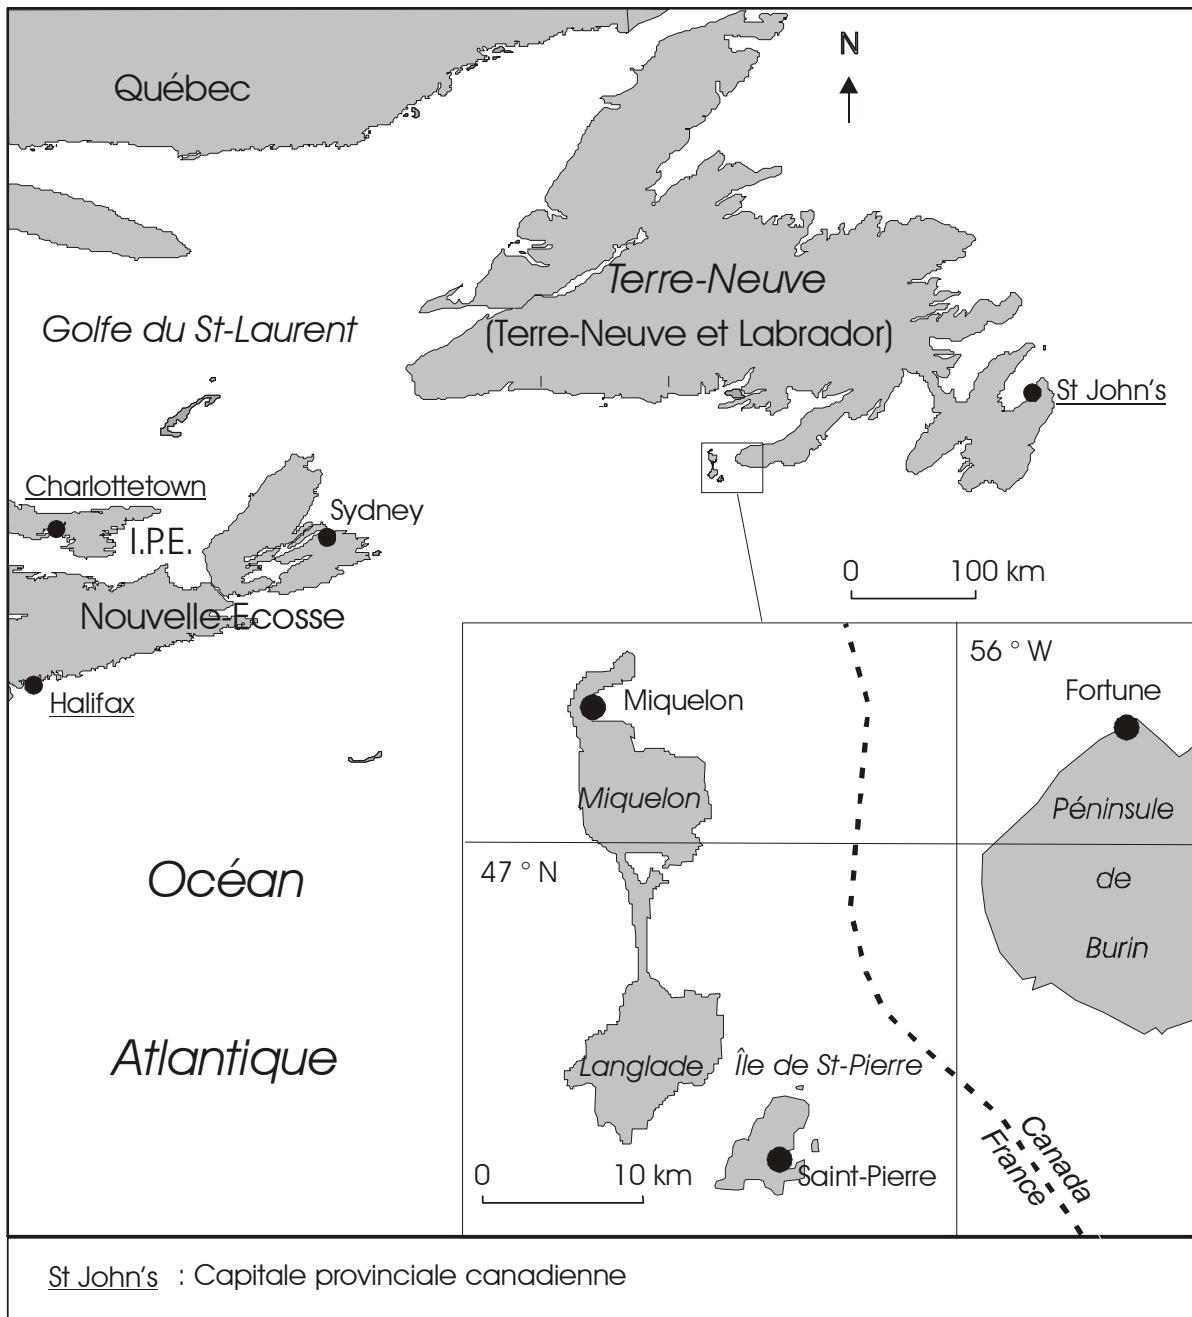 N
Québec
Terre-Neuve
(Terre-Neuve et Labrador)
Golfe du St-Laurent
St John's
Charlottetown
Sydney
I.P.E.
0 100 km
Nouvelle-Ecosse
Halifax
56 ° W
Miquelon
Fortune
Miquelon
Péninsule
47 ° N
de
Océan
Burin
Atlantique
Langlade
Île de St-Pierre
Canada
France
0 10 km
Saint-Pierre
St John's : Capitale provinciale canadienne